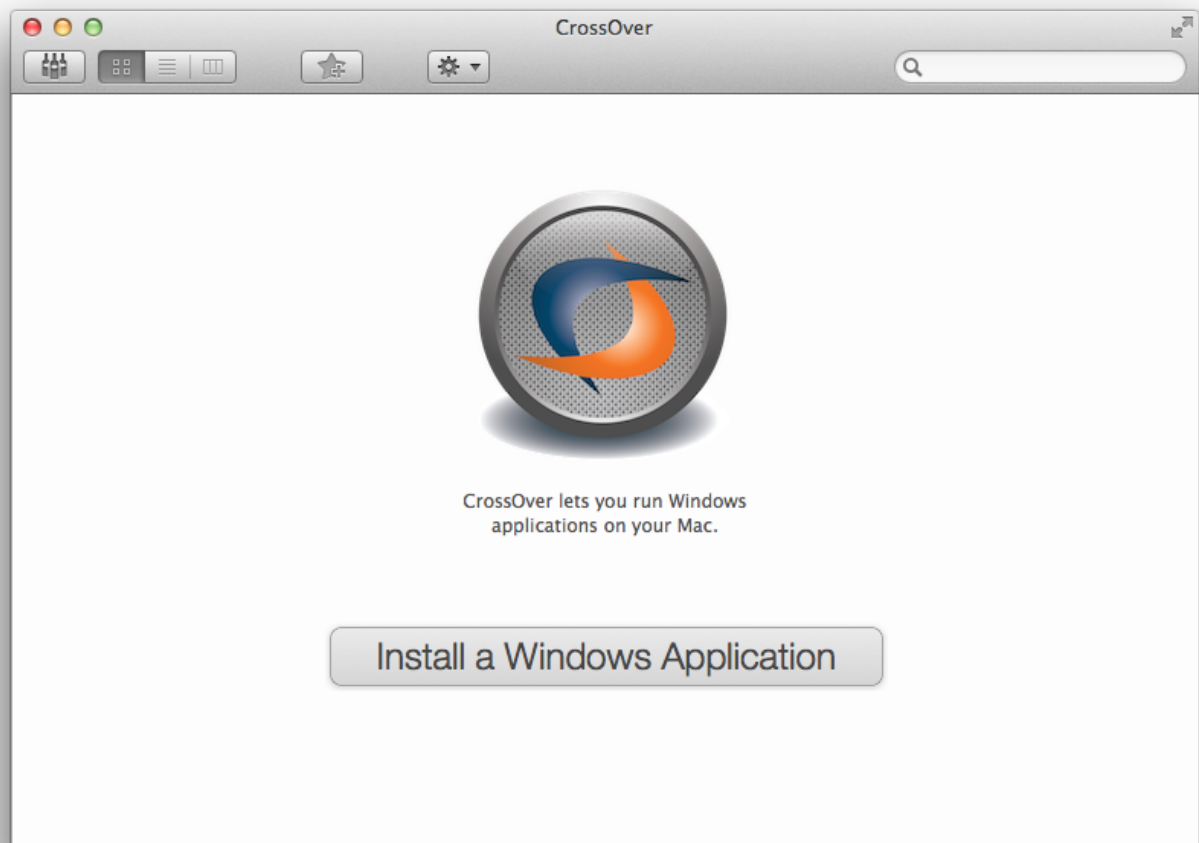 CrossOver
CrossOver lets you run Windows
applications on your Mac.
Install a Windows Application